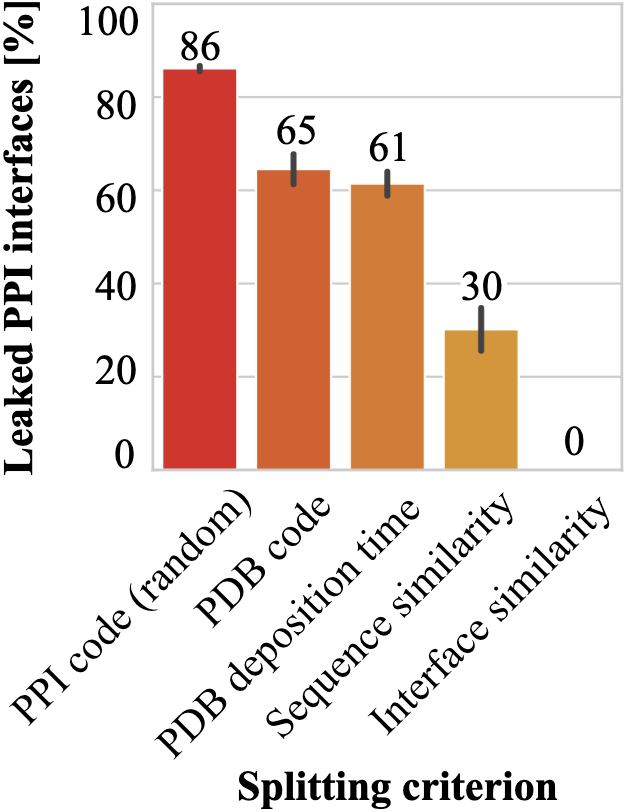 Leaked PPI interfaces [%]
100
80
60
40
20
0
86
65
61
30
0
PPI code (random)
PDB code
PDB deposition time
Sequence similarity
Interface similarity
Splitting criterion